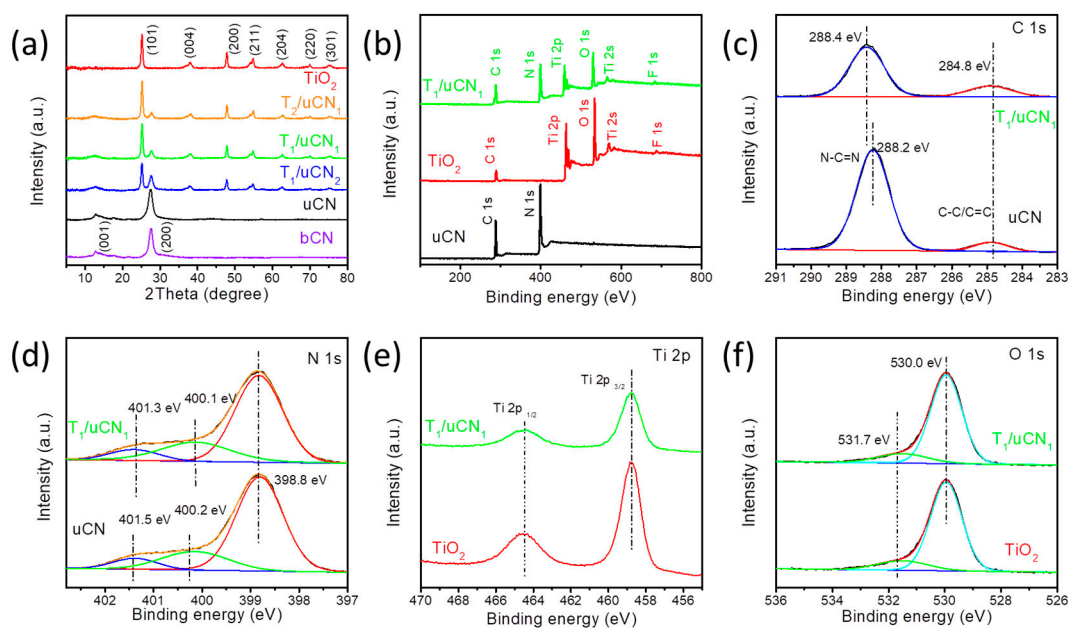 (a)
(101)
(004)
(200)
(211)
(204)
(220)
(301)
TiO2
T2/uCN1
T1/uCN1
T1/uCN2
uCN
bCN
(001)
(200)
Intensity (a.u.)
10 20 30 40 50 60 70 80
2Theta (degree)
(b)
C 1s
N 1s
Ti 2p
O 1s
Ti 2s
F 1s
T1/uCN1
C 1s
Ti 2p
O 1s
Ti 2s
F 1s
TiO2
C 1s
N 1s
uCN
Intensity (a.u.)
200 400 600 800
Binding energy (eV)
(c)
C 1s
288.4 eV
284.8 eV
T1/uCN1
N-C=N
288.2 eV
C-C/C=C
uCN
Intensity (a.u.)
291 290 289 288 287 286 285 284 283
Binding energy (eV)
(d)
N 1s
401.3 eV
400.1 eV
T1/uCN1
398.8 eV
400.2 eV
401.5 eV
uCN
Intensity (a.u.)
402 401 400 399 398 397
Binding energy (eV)
(e)
Ti 2p
Ti 2p 3/2
Ti 2p 1/2
T1/uCN1
TiO2
Intensity (a.u.)
470 468 466 464 462 460 458 456
Binding energy (eV)
(f)
O 1s
530.0 eV
531.7 eV
T1/uCN1
TiO2
Intensity (a.u.)
536 534 532 530 528 526
Binding energy (eV)